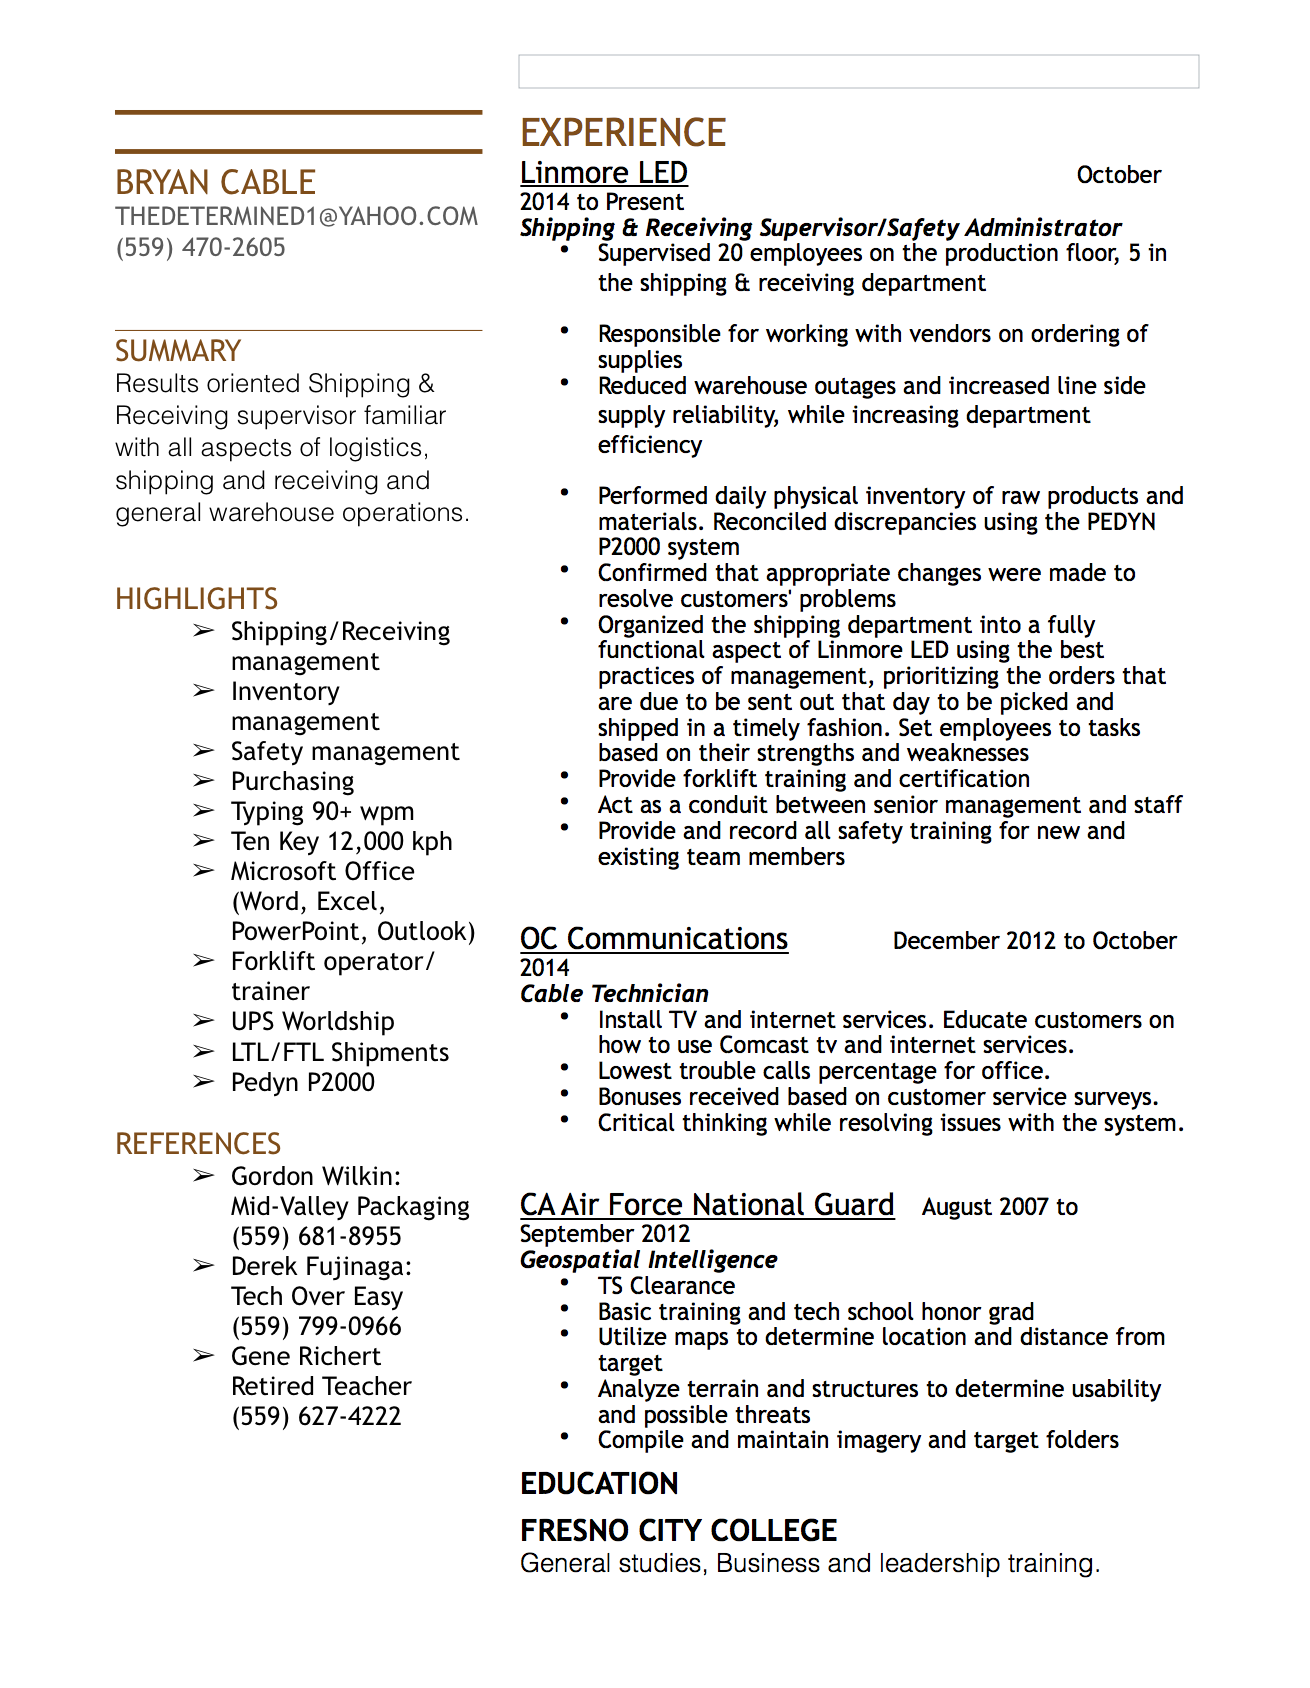 BRYAN CABLE
THEDETERMINED1@YAHOO.COM
(559) 470-2605
SUMMARY
Results oriented Shipping &
Receiving supervisor familiar
with all aspects of logistics,
shipping and receiving and
general warehouse operations.
HIGHLIGHTS
➢ Shipping/Receiving
management
➢ Inventory
management
➢ Safety management
➢ Purchasing
➢ Typing 90+ wpm
➢ Ten Key 12,000 kph
➢ Microsoft Office
(Word, Excel,
PowerPoint, Outlook)
➢ Forklift operator/
trainer
➢ UPS Worldship
➢ LTL/FTL Shipments
➢ Pedyn P2000
REFERENCES
➢ Gordon Wilkin:
Mid-Valley Packaging
(559) 681-8955
➢ Derek Fujinaga:
Tech Over Easy
(559) 799-0966
➢ Gene Richert
Retired Teacher
(559) 627-4222
EXPERIENCE
Linmore LED October
2014 to Present
Shipping & Receiving Supervisor/Safety Administrator
• Supervised 20 employees on the production floor, 5 in
the shipping & receiving department
• Responsible for working with vendors on ordering of
supplies
• Reduced warehouse outages and increased line side
supply reliability, while increasing department
efficiency
• Performed daily physical inventory of raw products and
materials. Reconciled discrepancies using the PEDYN
P2000 system
• Confirmed that appropriate changes were made to
resolve customers' problems
• Organized the shipping department into a fully
functional aspect of Linmore LED using the best
practices of management, prioritizing the orders that
are due to be sent out that day to be picked and
shipped in a timely fashion. Set employees to tasks
based on their strengths and weaknesses
• Provide forklift training and certification
• Act as a conduit between senior management and staff
• Provide and record all safety training for new and
existing team members
OC Communications December 2012 to October
2014
Cable Technician
• Install TV and internet services. Educate customers on
how to use Comcast tv and internet services.
• Lowest trouble calls percentage for office.
• Bonuses received based on customer service surveys.
• Critical thinking while resolving issues with the system.
CA Air Force National Guard August 2007 to
September 2012
Geospatial Intelligence
• TS Clearance
• Basic training and tech school honor grad
• Utilize maps to determine location and distance from
target
• Analyze terrain and structures to determine usability
and possible threats
• Compile and maintain imagery and target folders
EDUCATION
FRESNO CITY COLLEGE
General studies, Business and leadership training.